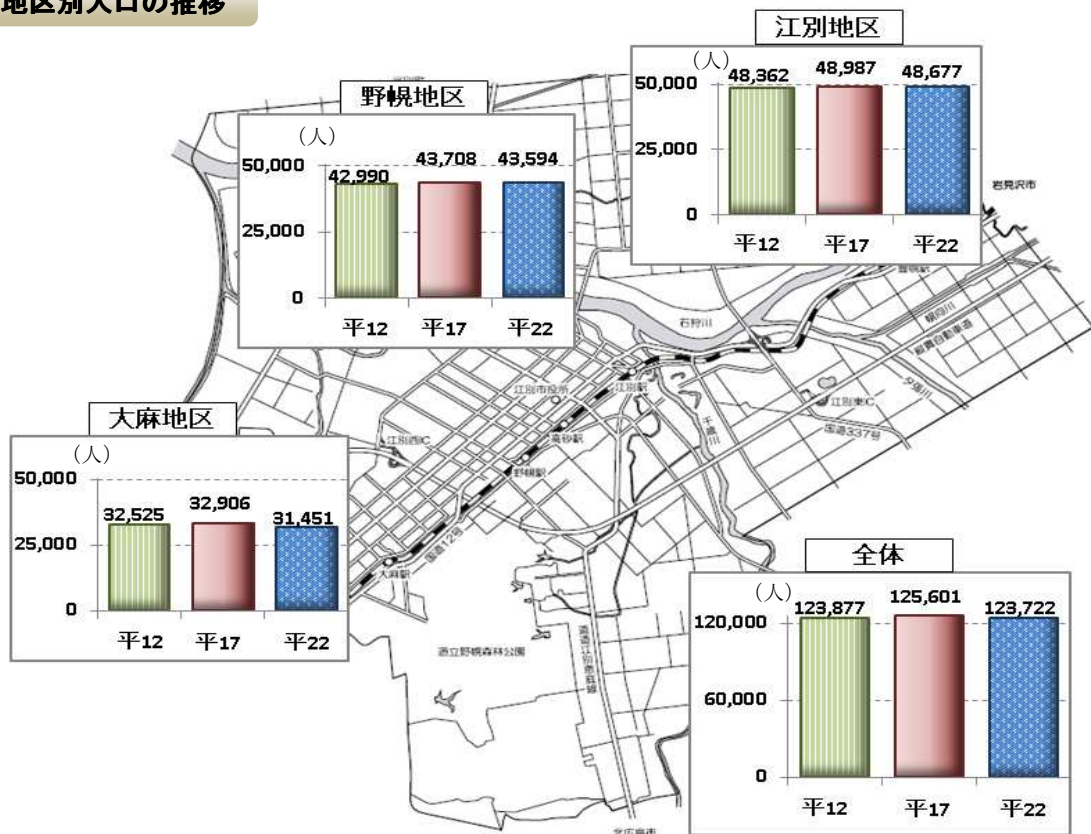 地区別人口の推移
江別地区
(人)
50,000
25,000
0
48,362
48,987
48,677
平12
平17
平22
野幌地区
(人)
50,000
25,000
0
42,990
43,708
43,594
平12
平17
平22
大麻地区
(人)
50,000
25,000
0
32,525
32,906
31,451
平12
平17
平22
全体
(人)
120,000
60,000
0
123,877
125,601
123,722
平12
平17
平22
岩見沢市
豊幌駅
石狩川
江別市役所
江別駅
江別東IC
国道337号
夕張川
千歳川
高砂駅
野幌駅
江別西IC
国道12号
大麻駅
道立野幌森林公園
北広島市